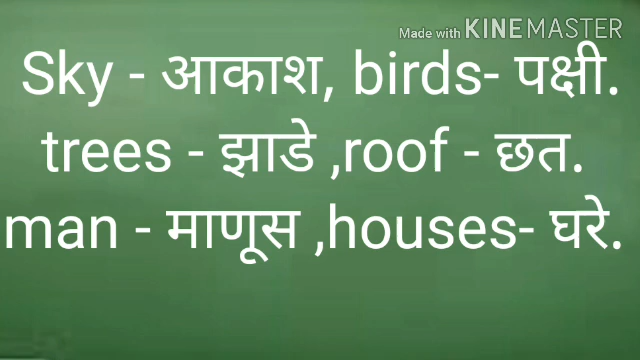 Made with KINEMASTER
Sky - आकाश, birds- पक्षी.
trees - झाडे ,roof - छत.
man - माणूस ,houses- घरे.